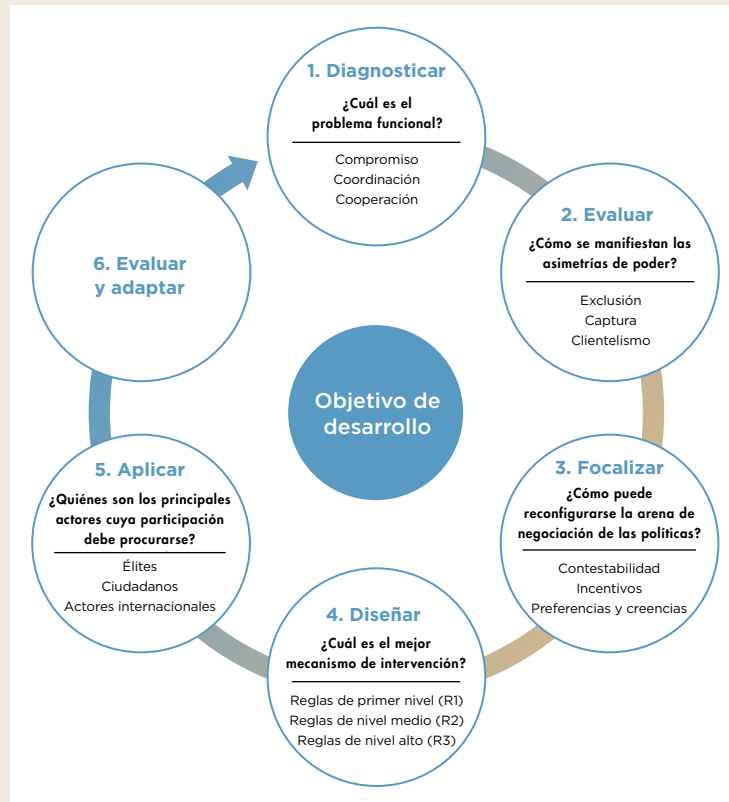 1. Diagnosticar
¿Cuál es el
problema funcional?
Compromiso
Coordinación
Cooperación
2. Evaluar
¿Cómo se manifiestan las
asimetrías de poder?
Exclusión
Captura
Clientelismo
3. Focalizar
¿Cómo puede
reconfigurarse la arena de
negociación de las políticas?
Contestabilidad
Incentivos
Preferencias y creencias
4. Diseñar
¿Cuál es el mejor
mecanismo de intervención?
Reglas de primer nivel (R1)
Reglas de nivel medio (R2)
Reglas de nivel alto (R3)
5. Aplicar
¿Quiénes son los principales
actores cuya participación
debe procurarse?
Élites
Ciudadanos
Actores internacionales
6. Evaluar
y adaptar
Objetivo de
desarrollo